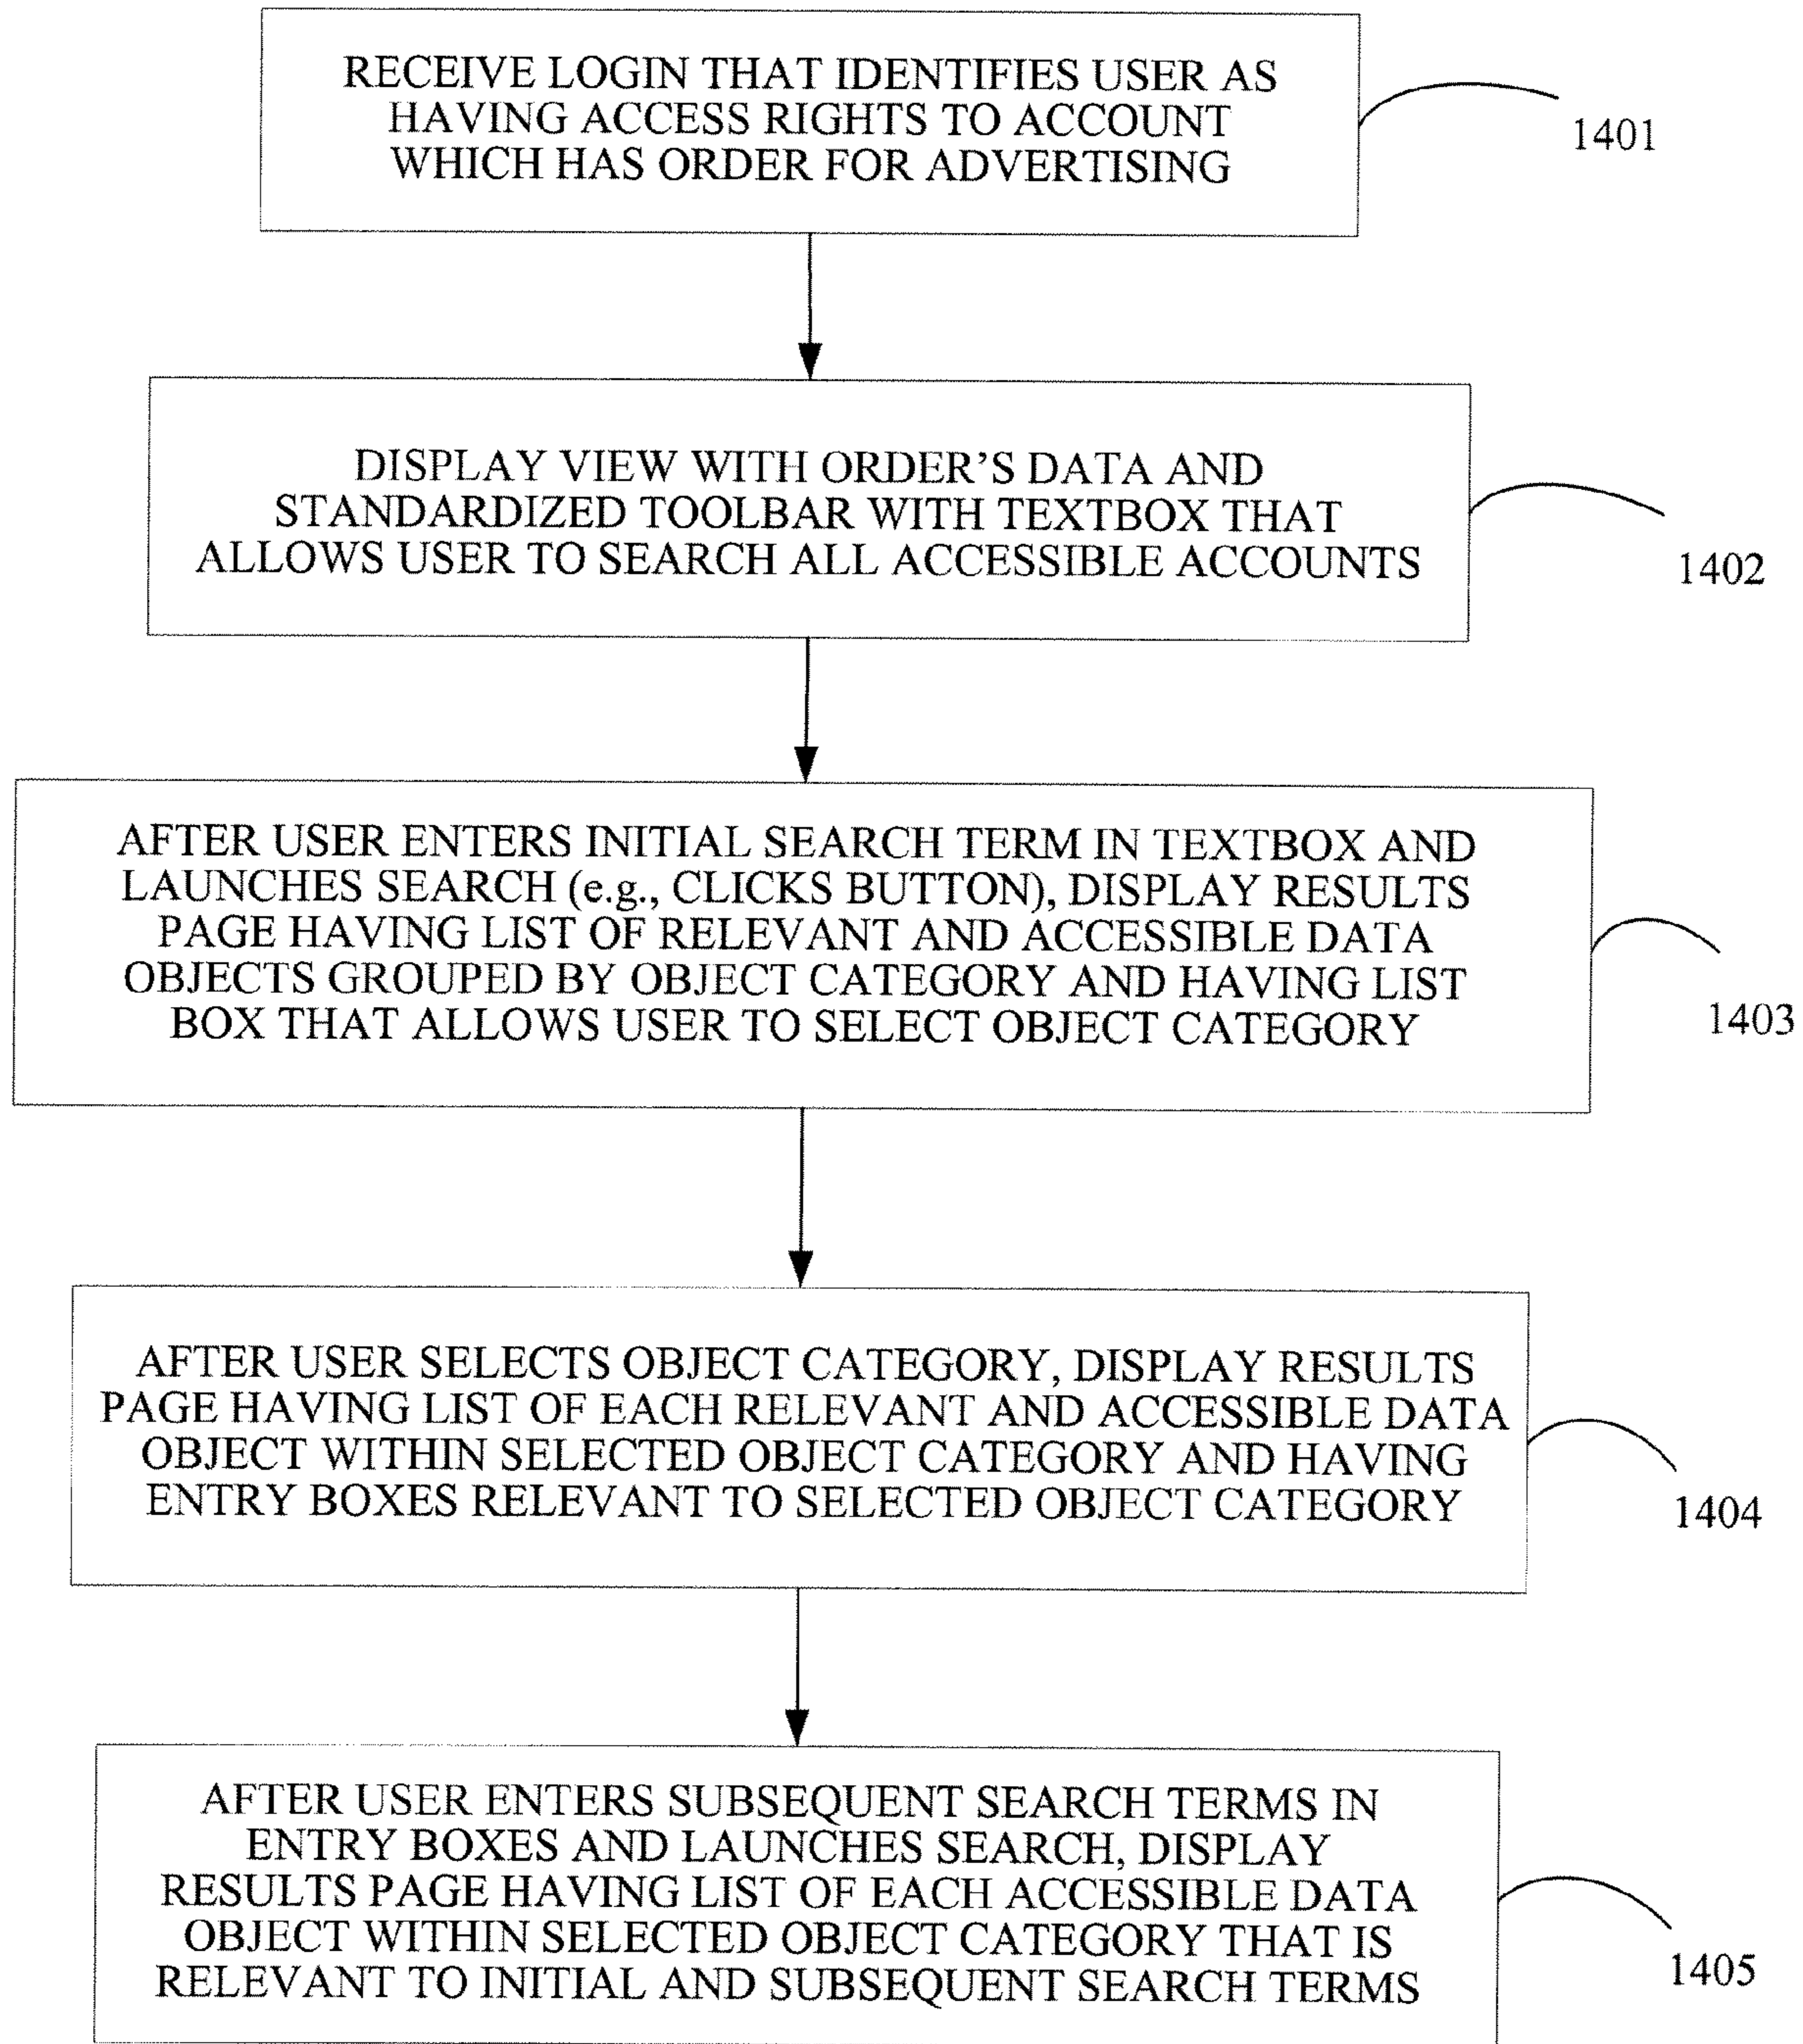 RECEIVE LOGIN THAT IDENTIFIES USER AS
HAVING ACCESS RIGHTS TO ACCOUNT
WHICH HAS ORDER FOR ADVERTISING
1401
DISPLAY VIEW WITH ORDER’S DATA AND
STANDARDIZED TOOLBAR WITH TEXTBOX THAT
ALLOWS USER TO SEARCH ALL ACCESSIBLE ACCOUNTS
1402
AFTER USER ENTERS INITIAL SEARCH TERM IN TEXTBOX AND
LAUNCHES SEARCH (e.g., CLICKS BUTTON), DISPLAY RESULTS
PAGE HAVING LIST OF RELEVANT AND ACCESSIBLE DATA
OBJECTS GROUPED BY OBJECT CATEGORY AND HAVING LIST
BOX THAT ALLOWS USER TO SELECT OBJECT CATEGORY
1403
AFTER USER SELECTS OBJECT CATEGORY, DISPLAY RESULTS
PAGE HAVING LIST OF EACH RELEVANT AND ACCESSIBLE DATA
OBJECT WITHIN SELECTED OBJECT CATEGORY AND HAVING
ENTRY BOXES RELEVANT TO SELECTED OBJECT CATEGORY
1404
AFTER USER ENTERS SUBSEQUENT SEARCH TERMS IN
ENTRY BOXES AND LAUNCHES SEARCH, DISPLAY
RESULTS PAGE HAVING LIST OF EACH ACCESSIBLE DATA
OBJECT WITHIN SELECTED OBJECT CATEGORY THAT IS
RELEVANT TO INITIAL AND SUBSEQUENT SEARCH TERMS
1405